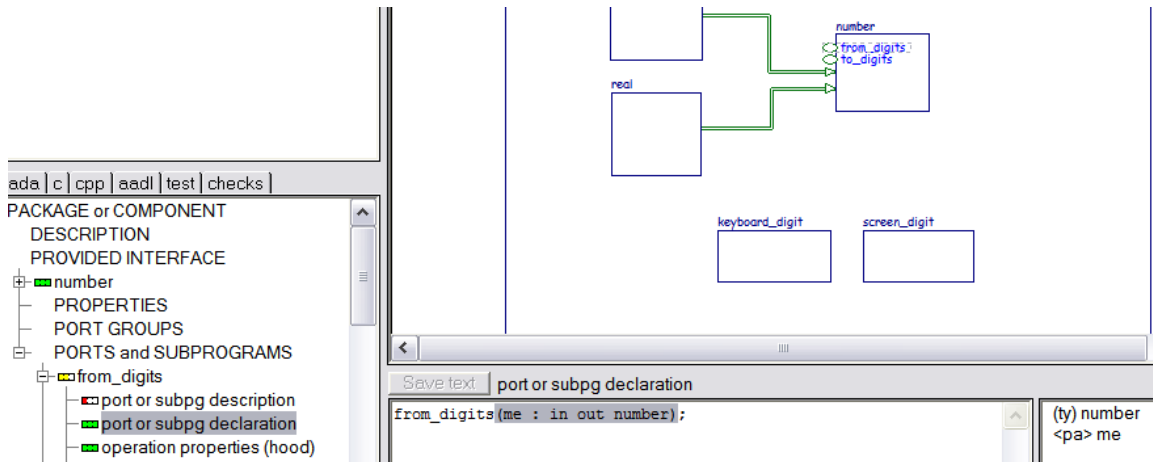 number
from_digits
to_digits
real
keyboard_digit
screen_digit
ada c cpp aadl test checks
PACKAGE or COMPONENT
DESCRIPTION
PROVIDED INTERFACE
number
PROPERTIES
PORT GROUPS
PORTS and SUBPROGRAMS
from_digits
port or subpg description
port or subpg declaration
operation properties (hood)
Save text port or subpg declaration
from_digits(me : in out number);
(ty) number
<pa> me